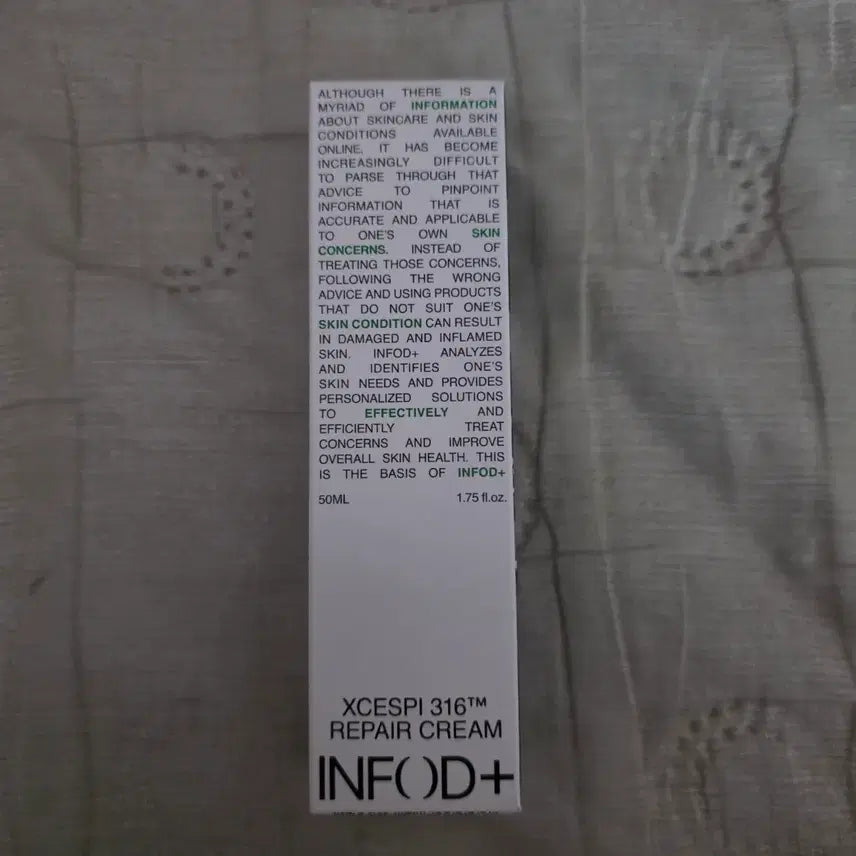 ALTHOUGH THERE IS A
MYRIAD OF INFORMATION
ABOUT SKINCARE AND SKIN
CONDITIONS AVAILABLE
ONLINE, IT HAS BECOME
INCREASINGLY DIFFICULT
TO PARSE THROUGH THAT
ADVICE TO PINPOINT
INFORMATION THAT IS
ACCURATE AND APPLICABLE
TO ONE'S OWN SKIN
CONCERNS. INSTEAD OF
TREATING THOSE CONCERNS,
FOLLOWING THE WRONG
ADVICE AND USING PRODUCTS
THAT DO NOT SUIT ONE'S
SKIN CONDITION CAN RESULT
IN DAMAGED AND INFLAMED
SKIN. INFOD+ ANALYZES
AND IDENTIFIES ONE'S
SKIN NEEDS AND PROVIDES
PERSONALIZED SOLUTIONS
TO EFFECTIVELY AND
EFFICIENTLY TREAT
CONCERNS AND IMPROVE
OVERALL SKIN HEALTH. THIS
IS THE BASIS OF INFOD+
50ML 1.75 fl.oz.
XCESPI 316™
REPAIR CREAM
INF( )D+